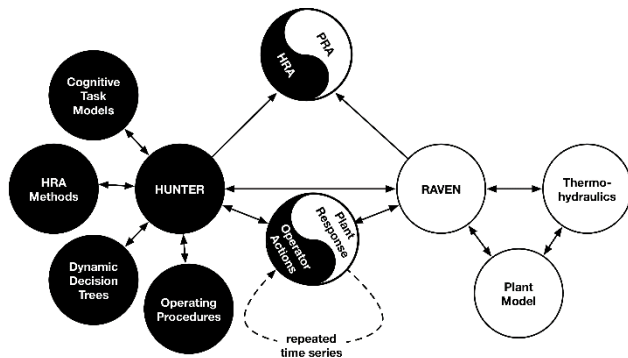 HRA
PRA
Cognitive
Task
Models
HRA
Methods
HUNTER
RAVEN
Thermo-
hydraulics
Operator
Actions
Plant
Response
Dynamic
Decision
Trees
Operating
Procedures
Plant
Model
repeated
time series